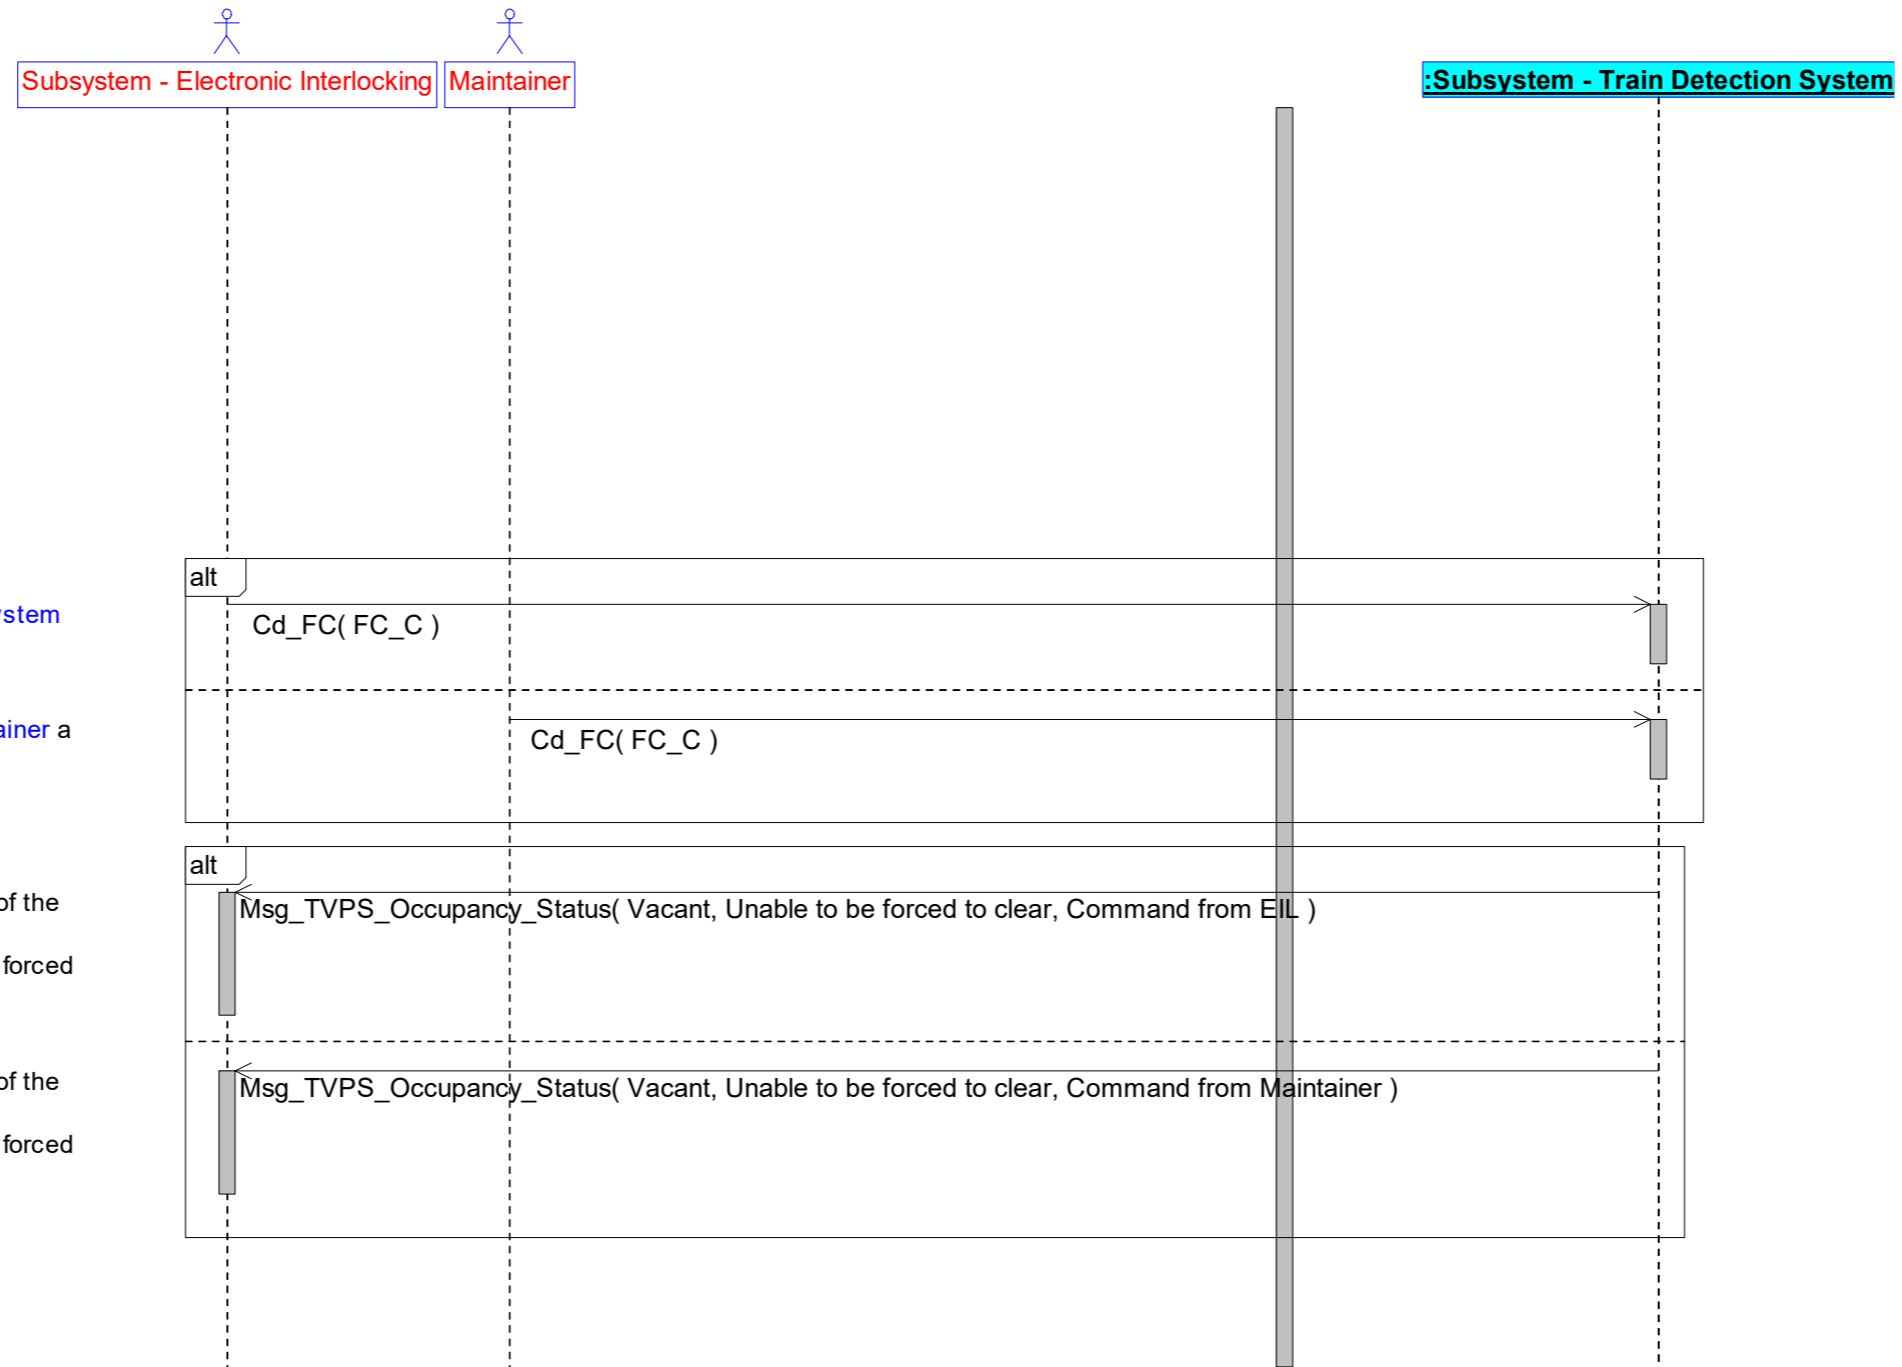 Subsystem - Electronic Interlocking
Maintainer
:Subsystem - Train Detection System
alt
Cd_FC( FC_C )
Cd_FC( FC_C )
a
alt
of the
Msg_TVPS_Occupancy_Status( Vacant, Unable to be forced to clear, Command from EIL )
forced
of the
Msg_TVPS_Occupancy_Status( Vacant, Unable to be forced to clear, Command from Maintainer )
forced